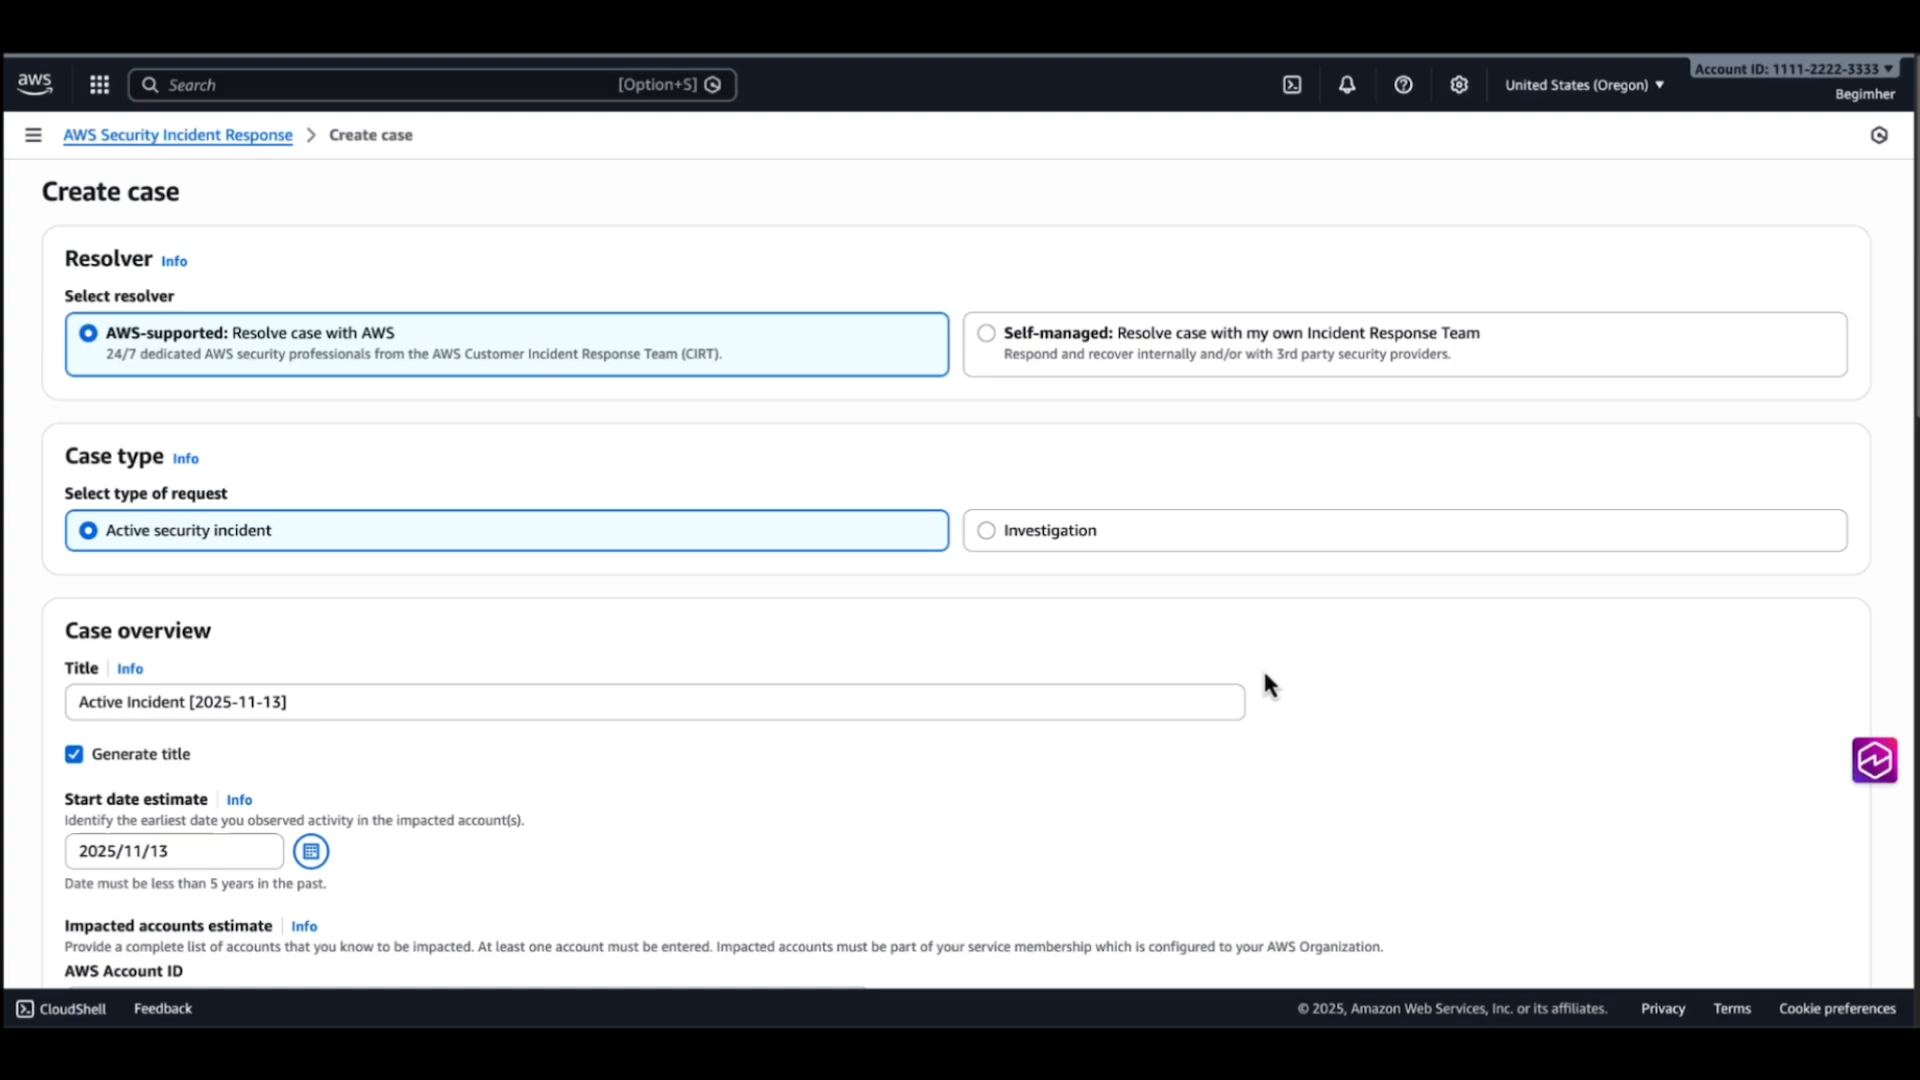 aws
Search [Option+S]
United States (Oregon)
Account ID: 1111-2222-3333
Begimher
AWS Security Incident Response > Create case
Create case
Resolver Info
Select resolver
AWS-supported: Resolve case with AWS
24/7 dedicated AWS security professionals from the AWS Customer Incident Response Team (CIRT).
Self-managed: Resolve case with my own Incident Response Team
Respond and recover internally and/or with 3rd party security providers.
Case type Info
Select type of request
Active security incident
Investigation
Case overview
Title Info
Active Incident [2025-11-13]
Generate title
Start date estimate Info
Identify the earliest date you observed activity in the impacted account(s).
2025/11/13
Date must be less than 5 years in the past.
Impacted accounts estimate Info
Provide a complete list of accounts that you know to be impacted. At least one account must be entered. Impacted accounts must be part of your service membership which is configured to your AWS Organization.
AWS Account ID
CloudShell Feedback © 2025, Amazon Web Services, Inc. or its affiliates. Privacy Terms Cookie preferences